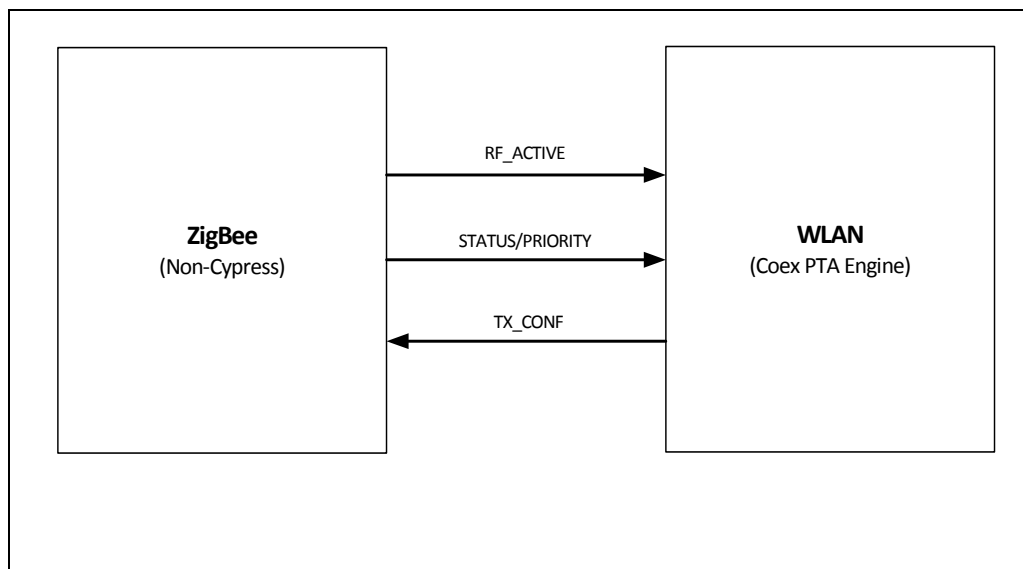 RF_ACTIVE
ZigBee
(Non-Cypress)
STATUS/PRIORITY
WLAN
(Coex PTA Engine)
TX_CONF